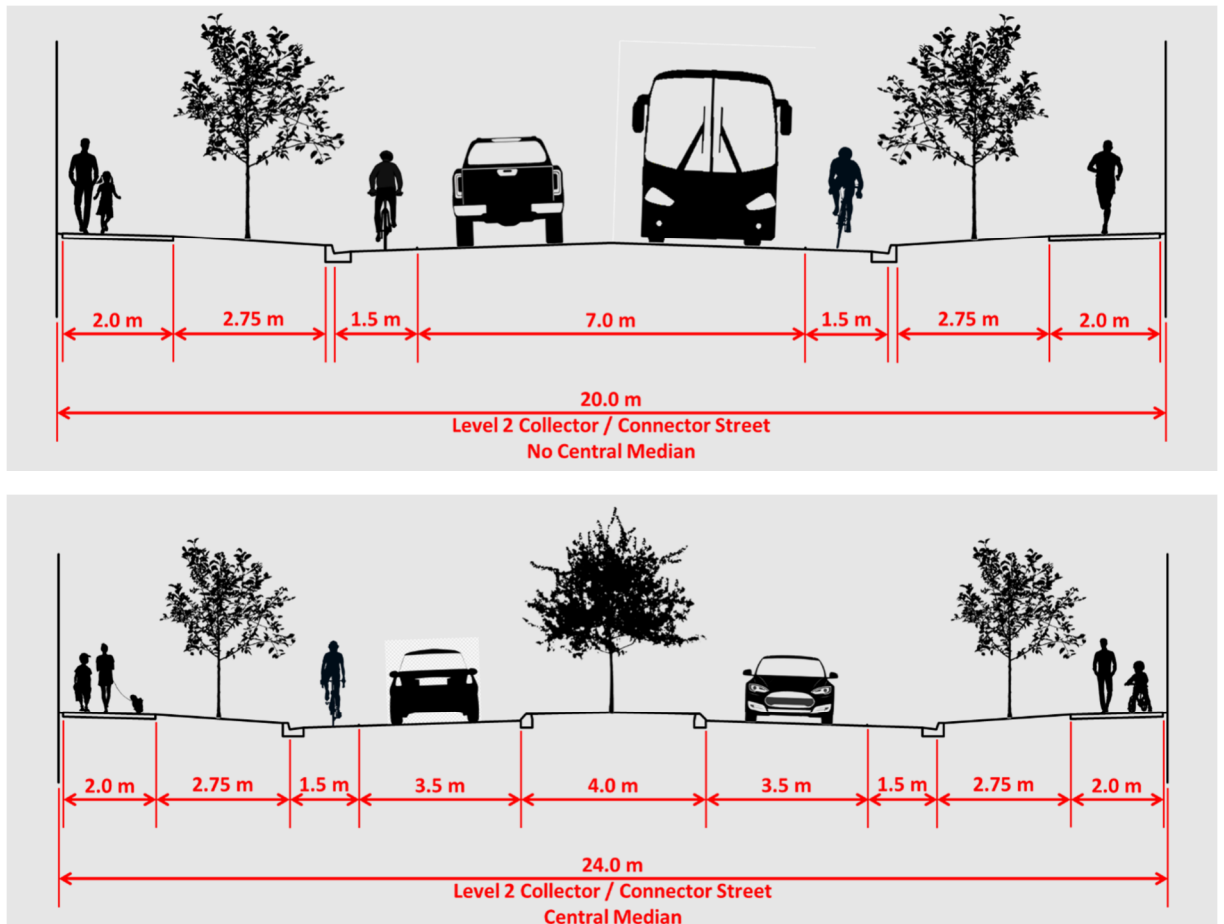 2.0 m 2.75 m 1.5 m 7.0 m 1.5 m 2.75 m 2.0 m
20.0 m
Level 2 Collector / Connector Street
No Central Median
2.0 m 2.75 m 1.5 m 3.5 m 4.0 m 3.5 m 1.5 m 2.75 m 2.0 m
24.0 m
Level 2 Collector / Connector Street
Central Median